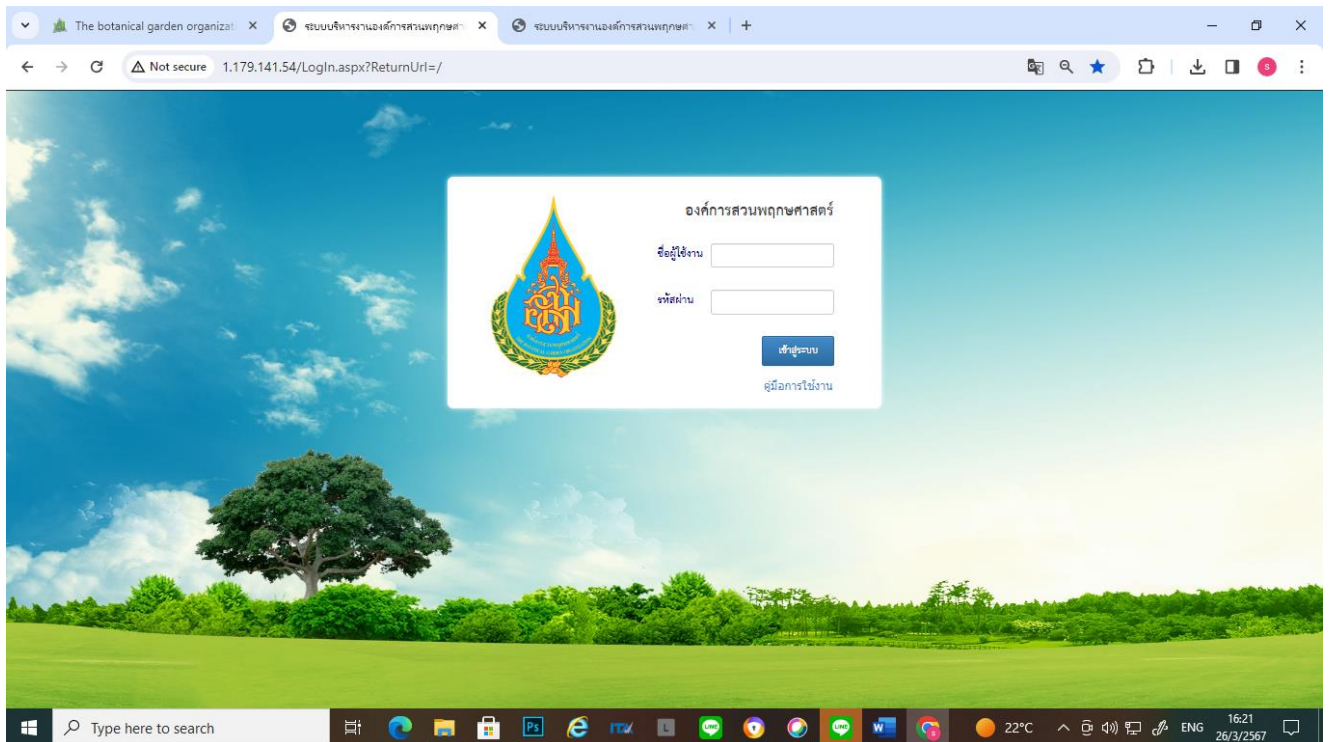 The botanical garden organizat
ระบบบริหารงานองค์การสวนพฤกษศา
ระบบบริหารงานองค์การสวนพฤกษศา
Not secure
1.179.141.54/LogIn.aspx?ReturnUrl=/
S
องค์การสวนพฤกษศาสตร์
ชื่อผู้ใช้งาน
รหัสผ่าน
เข้าสู่ระบบ
คู่มือการใช้งาน
Type here to search
Ps
L
LINE
LINE
W
22°C
ENG
16:21
26/3/2567